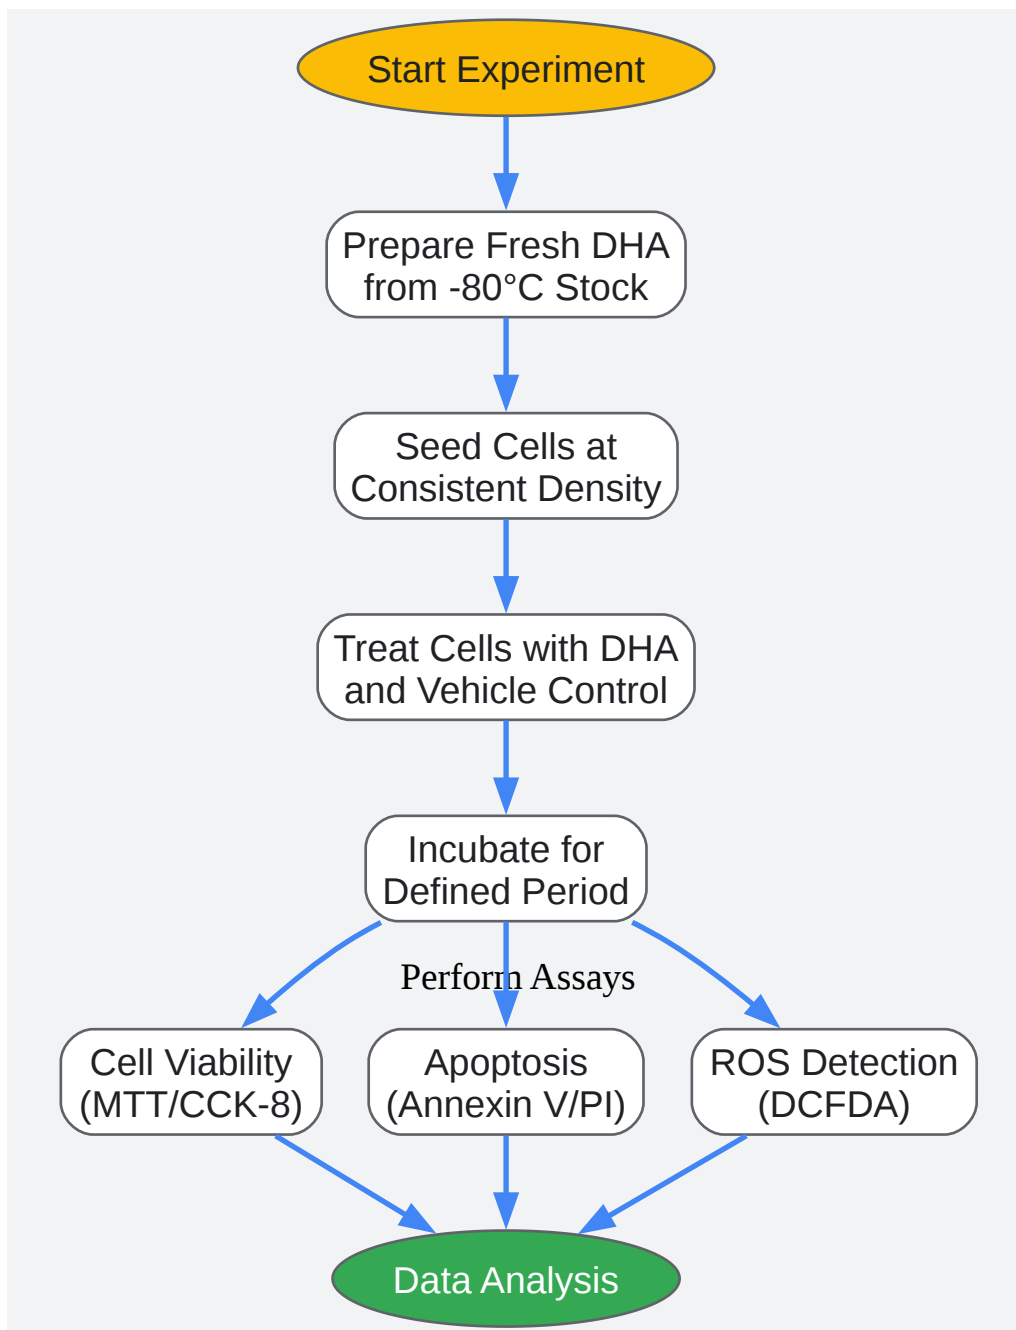 Start Experiment
Prepare Fresh DHA
from -80°C Stock
Seed Cells at
Consistent Density
Treat Cells with DHA
and Vehicle Control
Incubate for
Defined Period
Perform Assays
Cell Viability
(MTT/CCK-8)
Apoptosis
(Annexin V/PI)
ROS Detection
(DCFDA)
Data Analysis